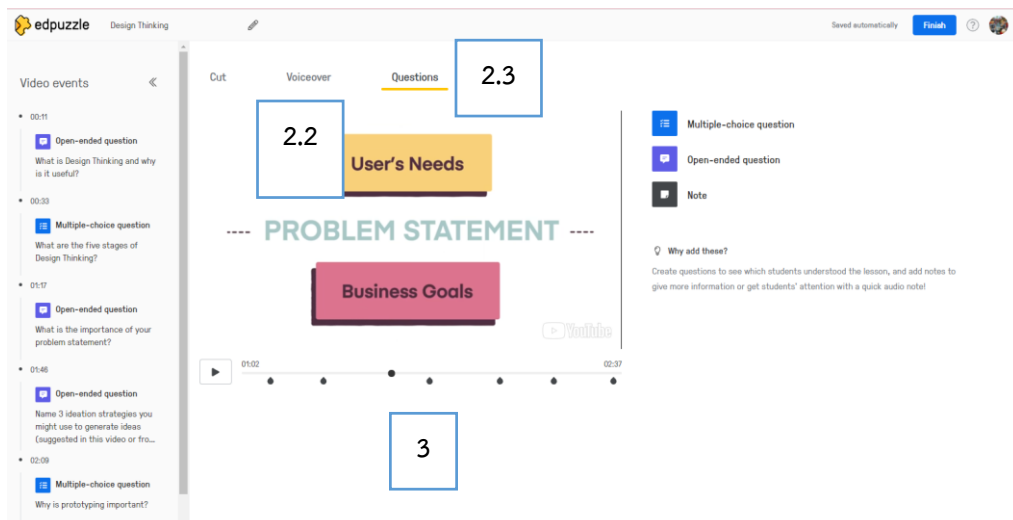 edpuzzle
Design Thinking
Saved automatically
Finish
?
Video events
Cut
Voiceover
Questions
2.3
00:11
Open-ended question
What is Design Thinking and why
is it useful?
00:33
Multiple-choice question
What are the five stages of
Design Thinking?
01:17
Open-ended question
What is the importance of your
problem statement?
01:46
Open-ended question
Name 3 ideation strategies you
might use to generate ideas
(suggested in this video or fro...
02:09
Multiple-choice question
Why is prototyping important?
2.2
User's Needs
---- PROBLEM STATEMENT ----
Business Goals
YouTube
01:02
02:37
3
Multiple-choice question
Open-ended question
Note
Why add these?
Create questions to see which students understood the lesson, and add notes to
give more information or get students' attention with a quick audio note!